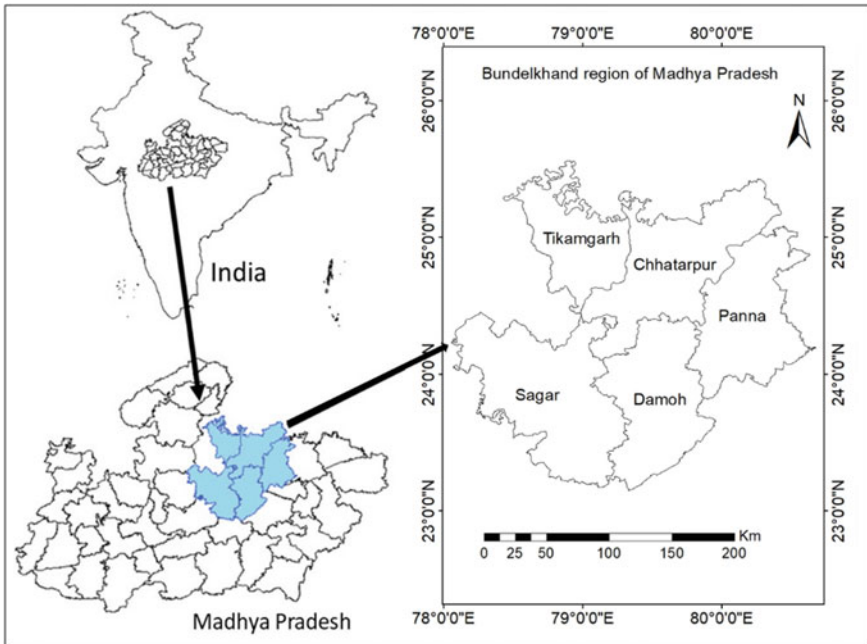 India
Madhya Pradesh
78°0'0"E 79°0'0"E 80°0'0"E
Bundelkhand region of Madhya Pradesh
N
26°0'0"N 26°0'0"N
Tikamgarh
25°0'0"N 25°0'0"N
Chhatarpur
Panna
24°0'0"N 24°0'0"N
Sagar
Damoh
23°0'0"N 23°0'0"N
Km
0 25 50 100 150 200
78°0'0"E 79°0'0"E 80°0'0"E